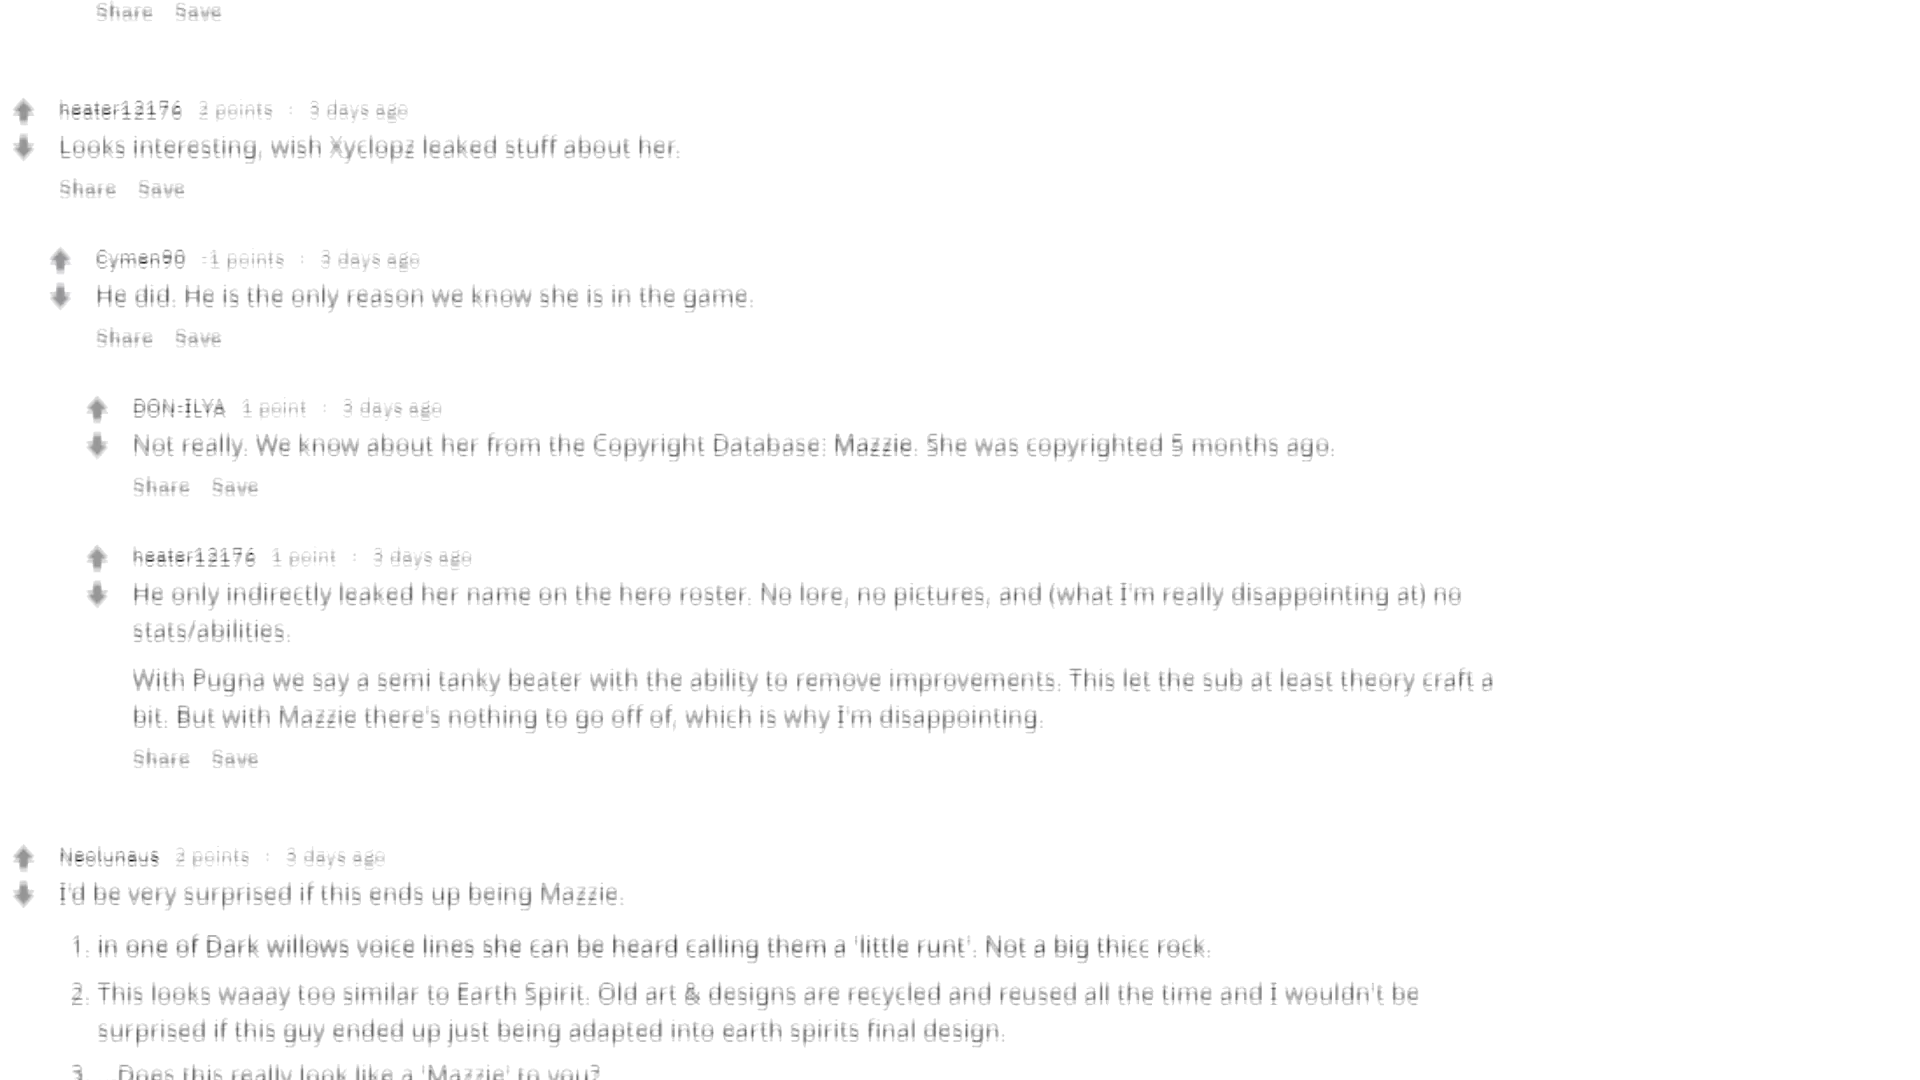 Share Save
heater12176 2 points · 3 days ago
Looks interesting, wish Xyclopz leaked stuff about her.
Share Save
Cymen90 -1 points · 3 days ago
He did. He is the only reason we know she is in the game.
Share Save
DON-ILYA 1 point · 3 days ago
Not really. We know about her from the Copyright Database: Mazzie. She was copyrighted 5 months ago.
Share Save
heater12176 1 point · 3 days ago
He only indirectly leaked her name on the hero roster. No lore, no pictures, and (what I'm really disappointing at) no
stats/abilities.
With Pugna we say a semi tanky beater with the ability to remove improvements. This let the sub at least theory craft a
bit. But with Mazzie there's nothing to go off of, which is why I'm disappointing.
Share Save
Neolunaus 2 points · 3 days ago
I'd be very surprised if this ends up being Mazzie.
1. in one of Dark willows voice lines she can be heard calling them a 'little runt'. Not a big thicc rock.
2. This looks waaay too similar to Earth Spirit. Old art & designs are recycled and reused all the time and I wouldn't be
surprised if this guy ended up just being adapted into earth spirits final design.
3. Does this really look like a 'Mazzie' to you?